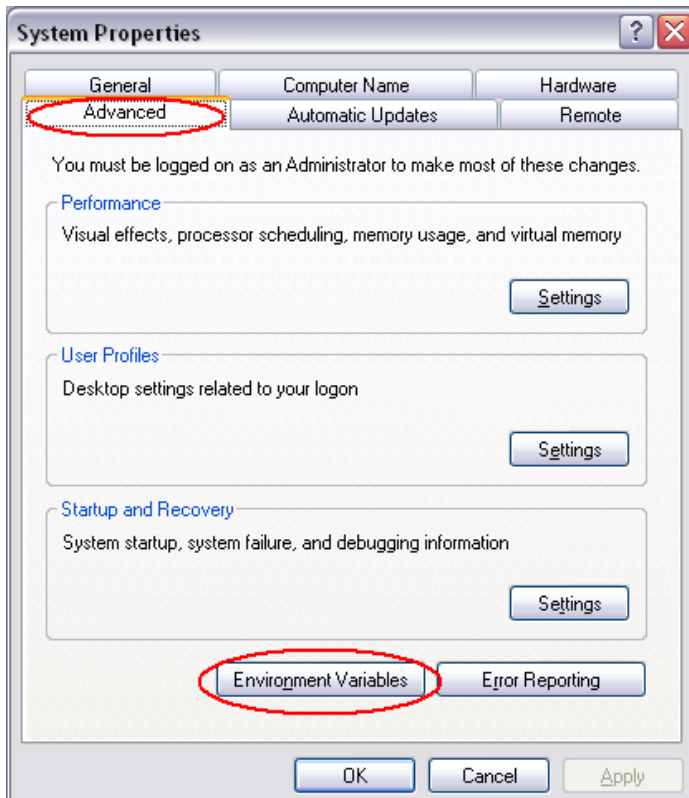 System Properties
?
X
General
Computer Name
Hardware
Advanced
Automatic Updates
Remote
You must be logged on as an Administrator to make most of these changes.
Performance
Visual effects, processor scheduling, memory usage, and virtual memory
Settings
User Profiles
Desktop settings related to your logon
Settings
Startup and Recovery
System startup, system failure, and debugging information
Settings
Environment Variables
Error Reporting
OK
Cancel
Apply